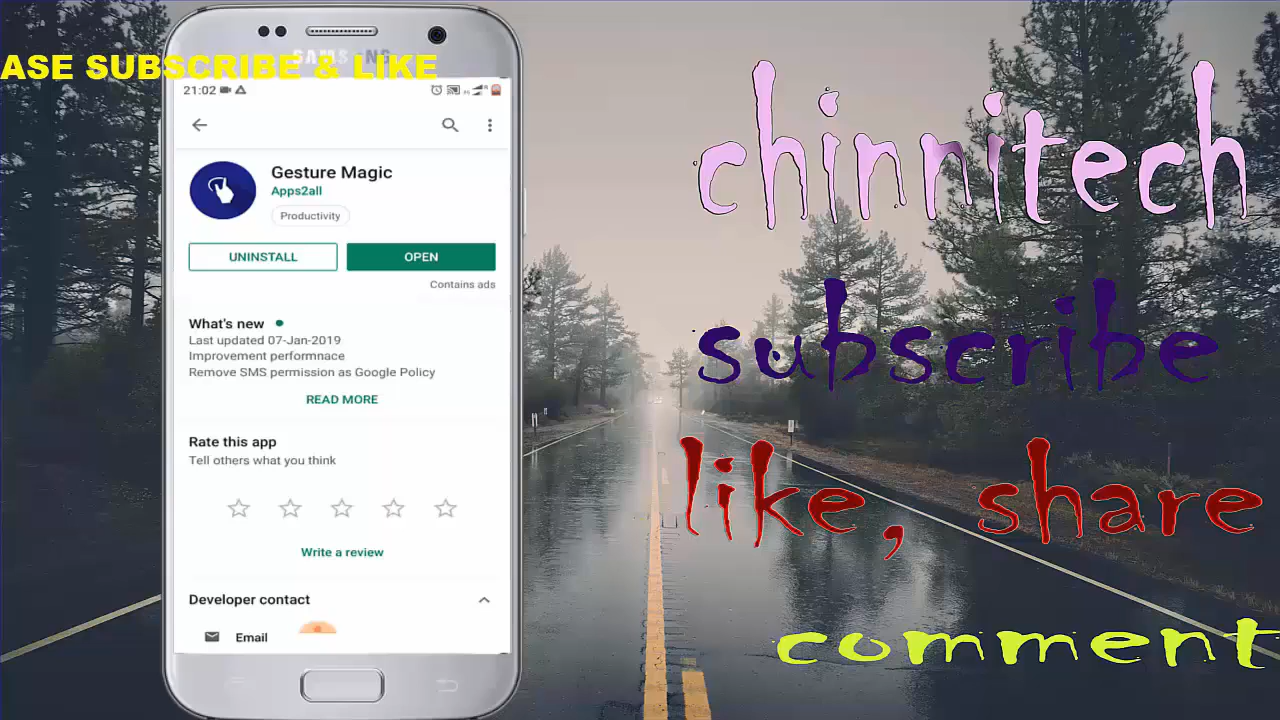 SAMSUNG
ASE SUBSCRIBE & LIKE
21:02
Gesture Magic
Apps2all
Productivity
UNINSTALL
OPEN
Contains ads
What's new
Last updated 07-Jan-2019
Improvement performnace
Remove SMS permission as Google Policy
READ MORE
Rate this app
Tell others what you think
Write a review
Developer contact
Email
chinnitech
subscribe
like, share
comment